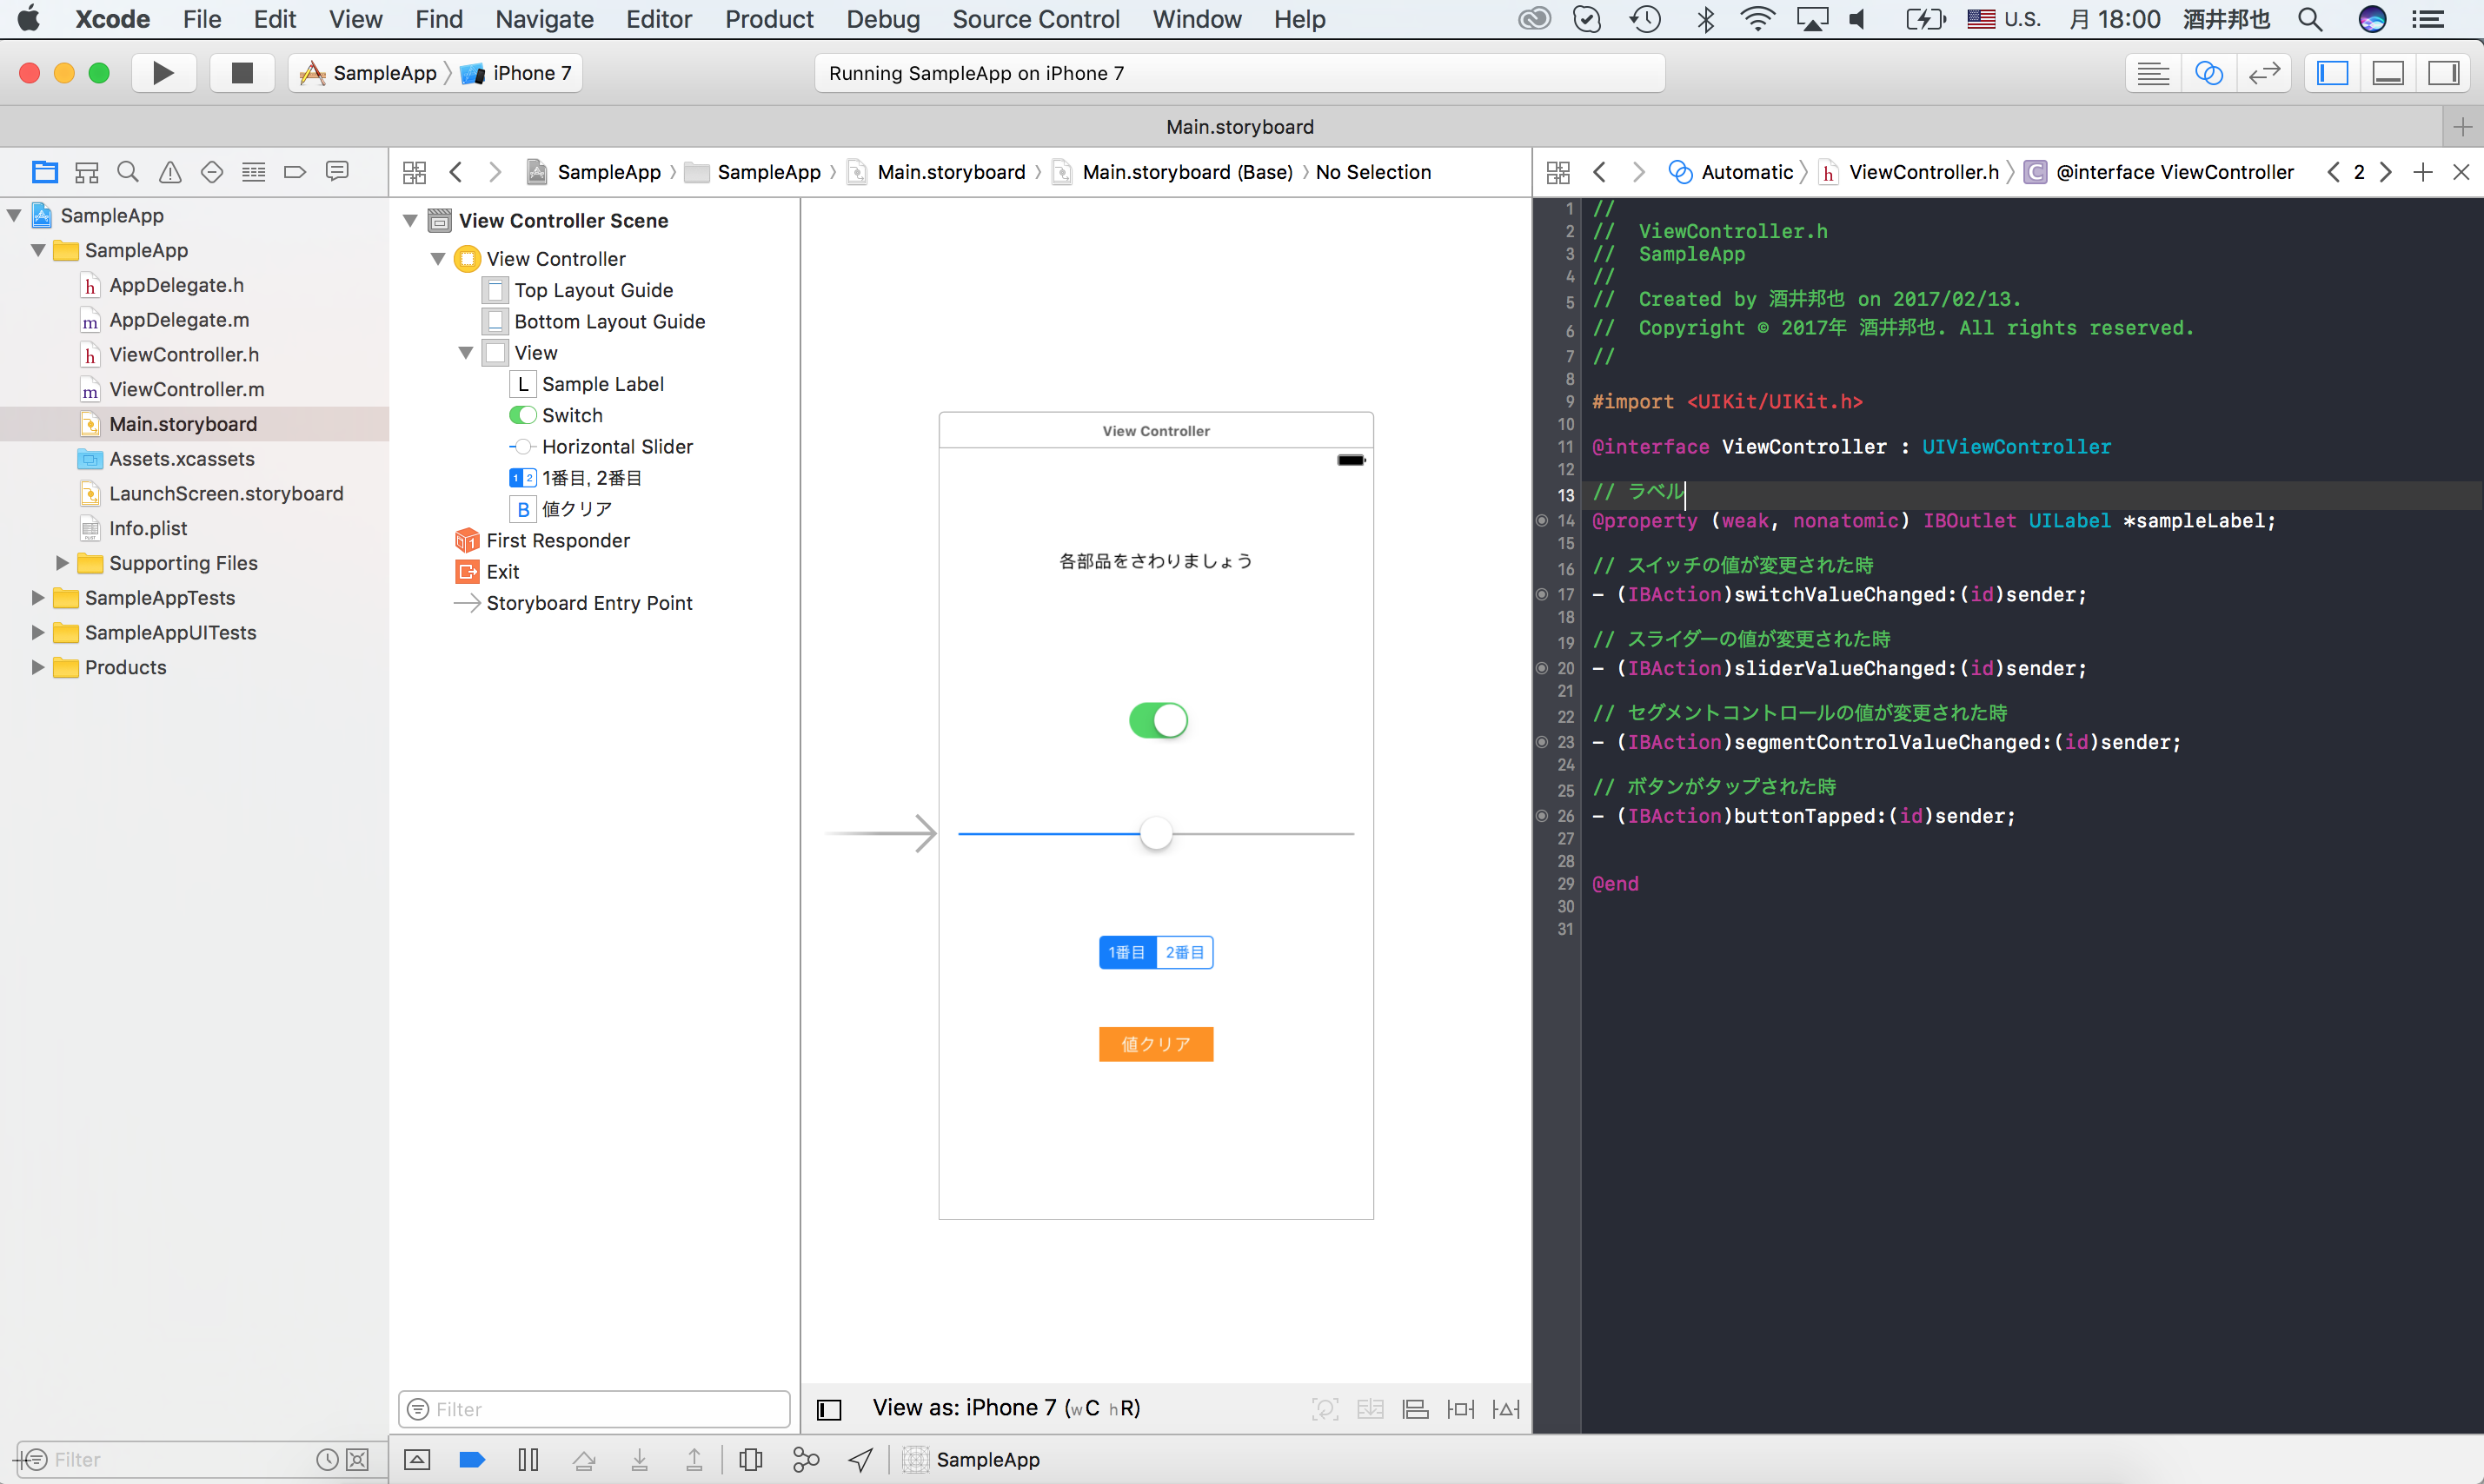 Xcode File Edit View Find Navigate Editor Product Debug Source Control Window Help U.S. 月 18:00 酒井邦也
SampleApp iPhone 7
Running SampleApp on iPhone 7
Main.storyboard
SampleApp SampleApp Main.storyboard Main.storyboard (Base) No Selection
Automatic ViewController.h @interface ViewController 2
SampleApp
SampleApp
AppDelegate.h
AppDelegate.m
ViewController.h
ViewController.m
Main.storyboard
Assets.xcassets
LaunchScreen.storyboard
Info.plist
Supporting Files
SampleAppTests
SampleAppUITests
Products
Filter
View Controller Scene
View Controller
Top Layout Guide
Bottom Layout Guide
View
L Sample Label
Switch
Horizontal Slider
1 2 1番目, 2番目
B 値クリア
First Responder
Exit
Storyboard Entry Point
Filter
View Controller
各部品をさわりましょう
1番目 2番目
値クリア
View as: iPhone 7 (wC hR)
SampleApp
1 //
2 //  ViewController.h
3 //  SampleApp
4 //
5 //  Created by 酒井邦也 on 2017/02/13.
6 //  Copyright © 2017年 酒井邦也. All rights reserved.
7 //
8
9 #import <UIKit/UIKit.h>
10
11 @interface ViewController : UIViewController
12
13 // ラベル
14 @property (weak, nonatomic) IBOutlet UILabel *sampleLabel;
15
16 // スイッチの値が変更された時
17 - (IBAction)switchValueChanged:(id)sender;
18
19 // スライダーの値が変更された時
20 - (IBAction)sliderValueChanged:(id)sender;
21
22 // セグメントコントロールの値が変更された時
23 - (IBAction)segmentControlValueChanged:(id)sender;
24
25 // ボタンがタップされた時
26 - (IBAction)buttonTapped:(id)sender;
27
28
29 @end
30
31